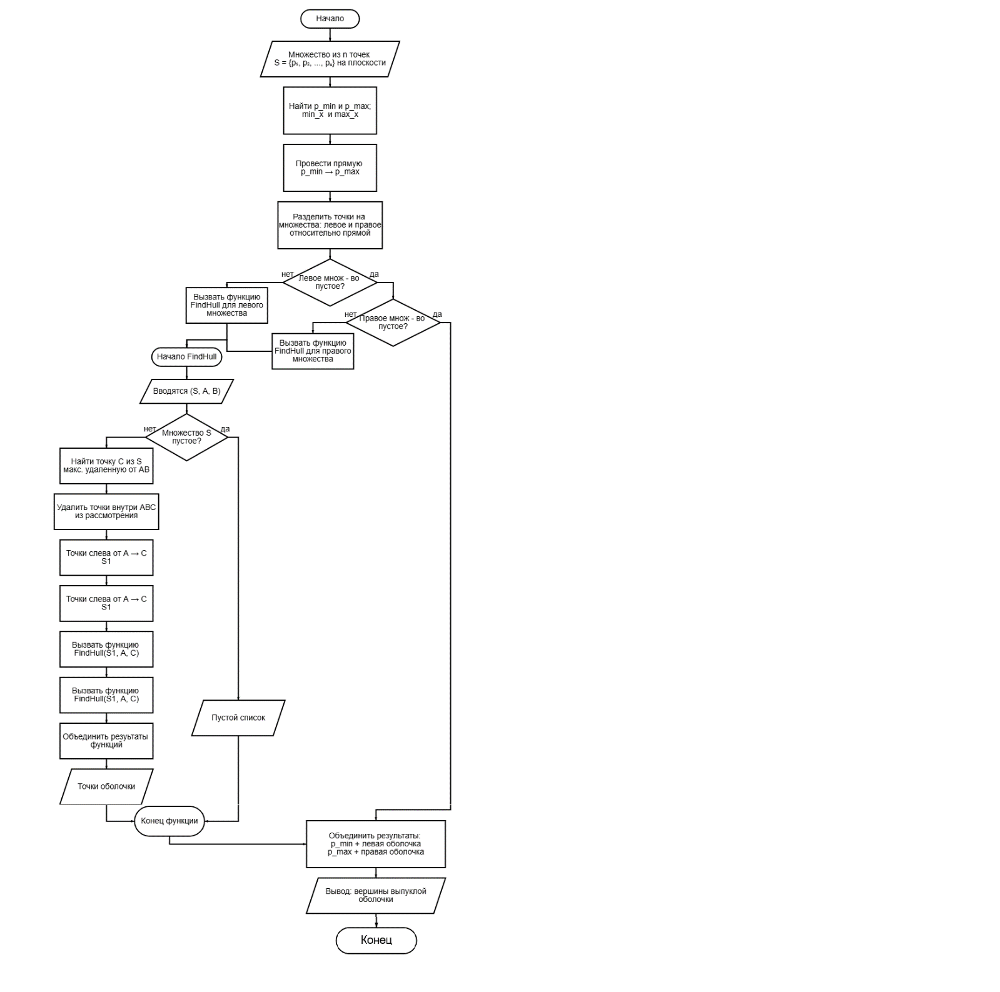 Начало
Множество из n точек
S = {p₁, p₂, ..., pₙ} на плоскости
Найти p_min и p_max;
min_x и max_x
Провести прямую
p_min → p_max
Разделить точки на
множества: левое и правое
относительно прямой
нет
Левое множ - во
пустое?
да
Вызвать функцию
FindHull для левого
множества
нет
Правое множ - во
пустое?
да
Вызвать функцию
FindHull для правого
множества
Начало FindHull
Вводятся (S, A, B)
нет
Множество S
пустое?
да
Найти точку C из S
макс. удаленную от AB
Удалить точки внутри ABC
из рассмотрения
Точки слева от A → C
S1
Точки слева от A → C
S1
Вызвать функцию
FindHull(S1, A, C)
Вызвать функцию
FindHull(S1, A, C)
Пустой список
Объединить резуьтаты
функций
Точки оболочки
Конец функции
Объединить результаты:
p_min + левая оболочка
p_max + правая оболочка
Вывод: вершины выпуклой
оболочки
Конец